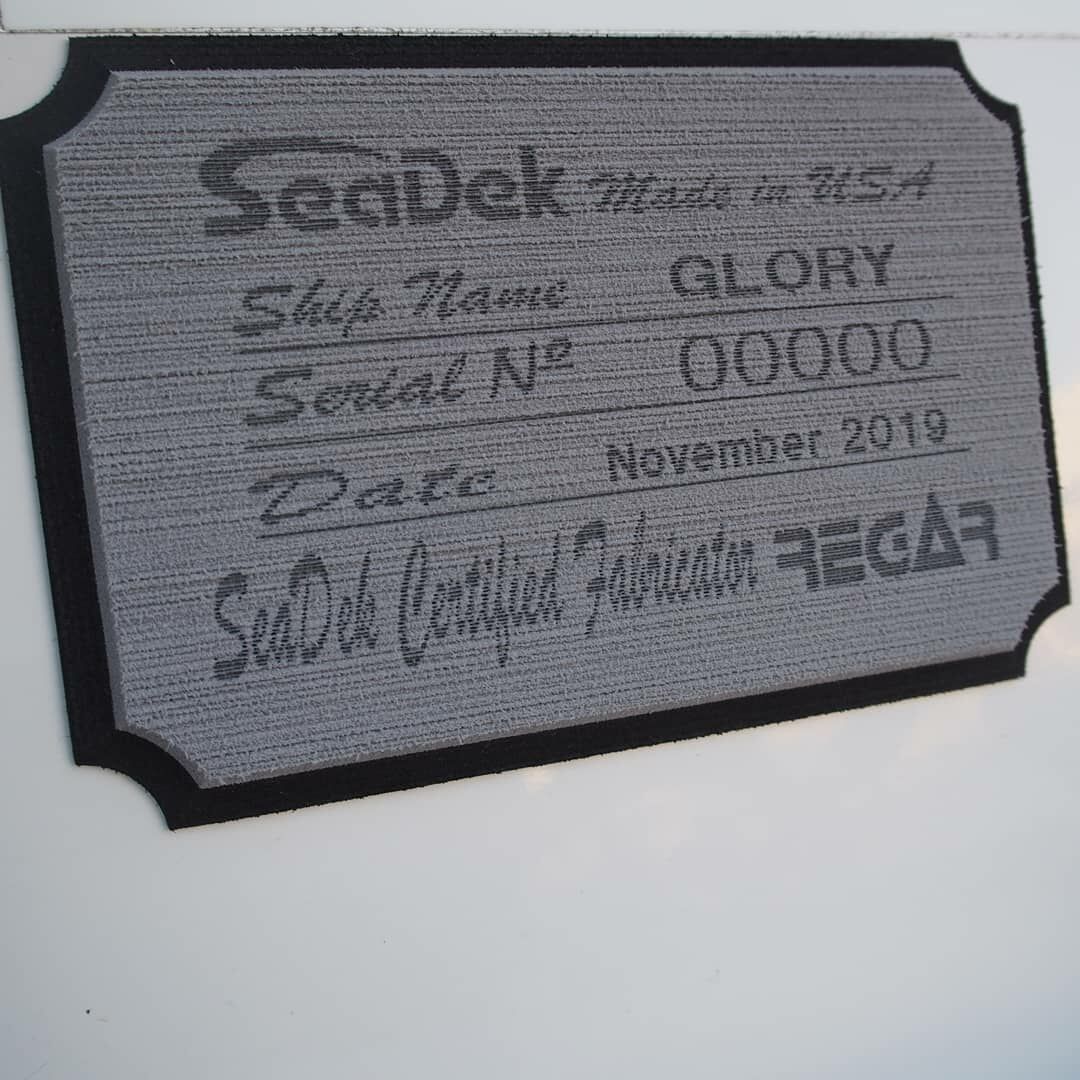 SeaDek Made in USA
Ship Name GLORY
Serial Nº 00000
Date November 2019
SeaDek Certified Fabricator REGAR